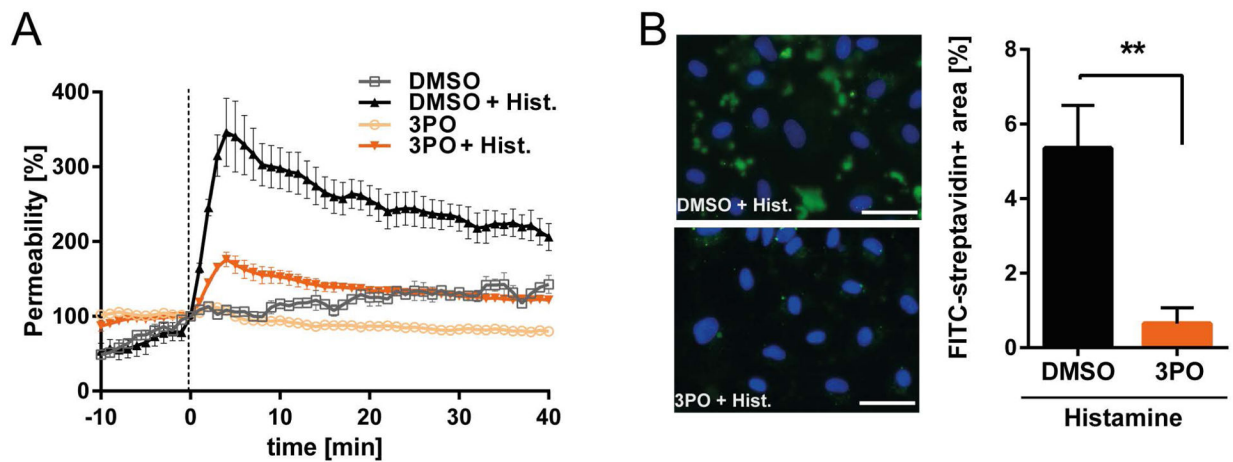 A
DMSO
DMSO + Hist.
3PO
3PO + Hist.
Permeability [%]
400
300
200
100
0
-10
0
10
20
30
40
time [min]
B
DMSO + Hist.
3PO + Hist.
FITC-streptavidin+ area [%]
8
6
4
2
0
**
DMSO
3PO
Histamine